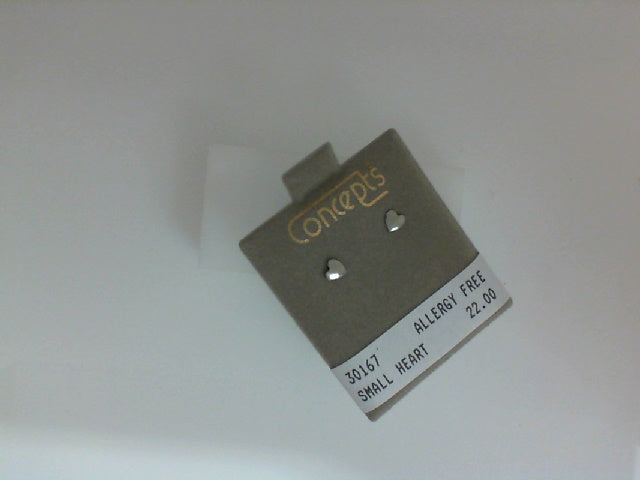 Concepts
30167 ALLERGY FREE
SMALL HEART 22.00